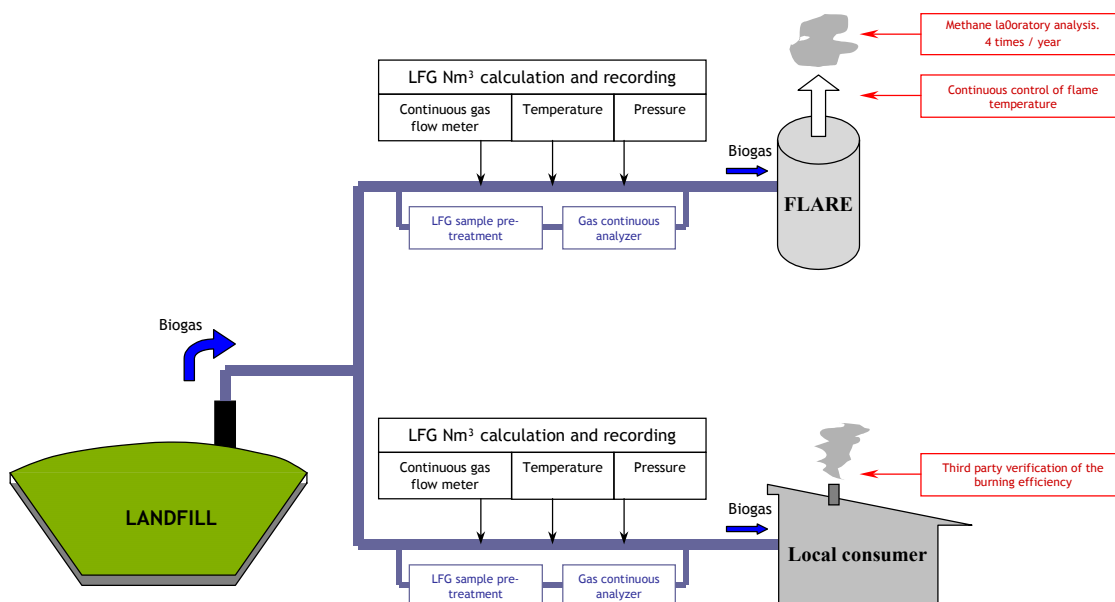 Methane la0oratory analysis.
4 times / year
LFG Nm³ calculation and recording
Continuous gas
flow meter
Temperature
Pressure
Continuous control of flame
temperature
Biogas
FLARE
LFG sample pre-
treatment
Gas continuous
analyzer
Biogas
LANDFILL
LFG Nm³ calculation and recording
Continuous gas
flow meter
Temperature
Pressure
Third party verification of the
burning efficiency
Biogas
Local consumer
LFG sample pre-
treatment
Gas continuous
analyzer